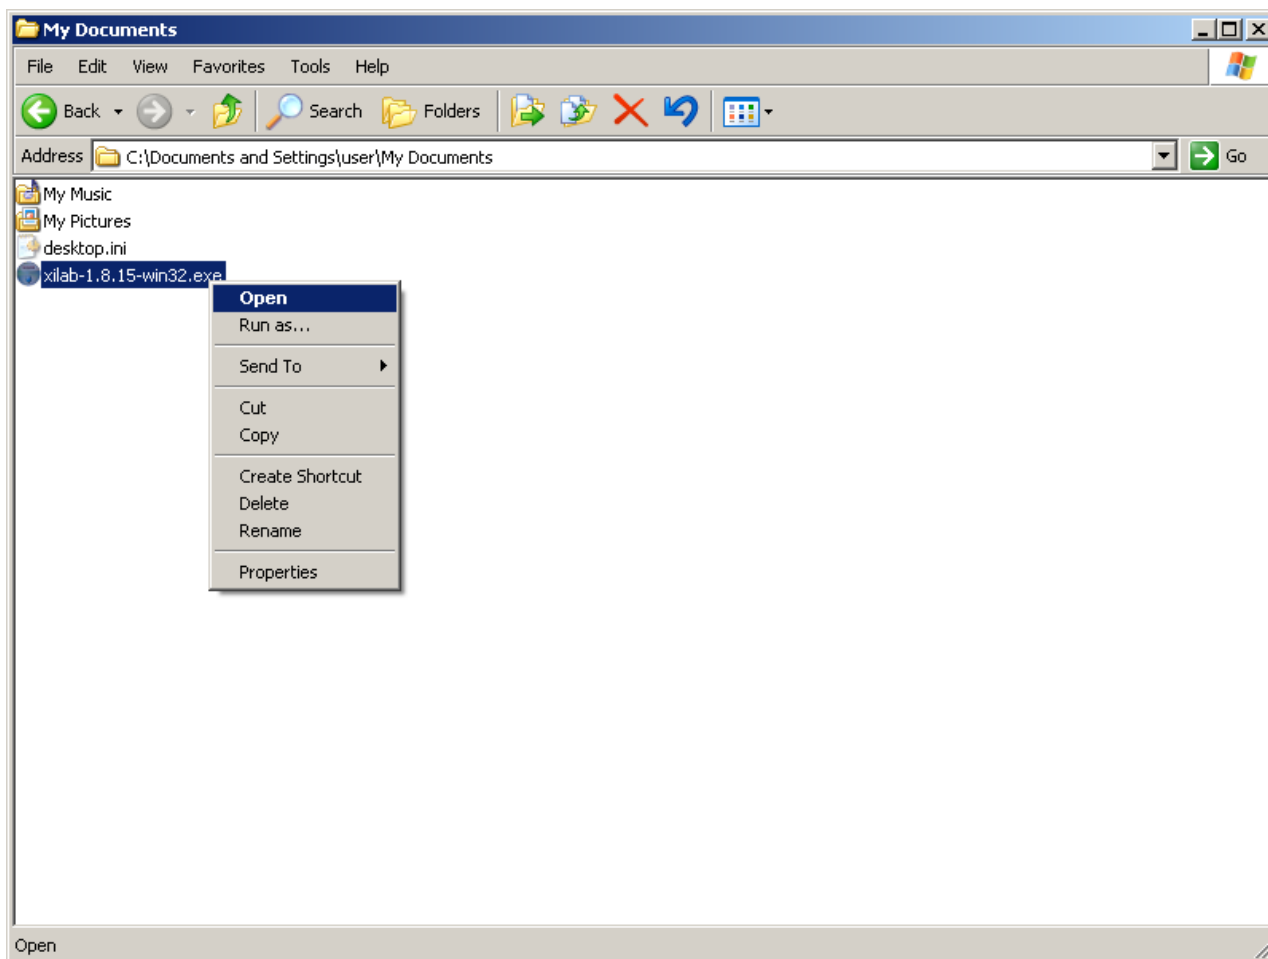 My Documents
File Edit View Favorites Tools Help
Back Search Folders
Address C:\Documents and Settings\user\My Documents Go
My Music
My Pictures
desktop.ini
xilab-1.8.15-win32.exe
Open
Run as...
Send To
Cut
Copy
Create Shortcut
Delete
Rename
Properties
Open